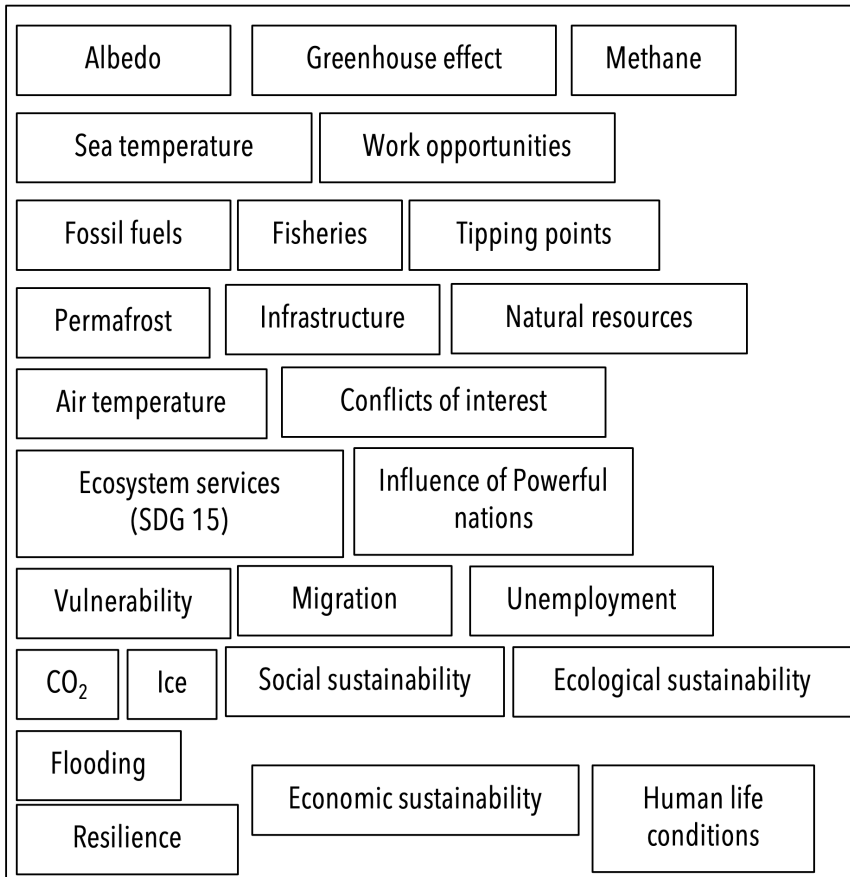 Albedo
Greenhouse effect
Methane
Sea temperature
Work opportunities
Fossil fuels
Fisheries
Tipping points
Permafrost
Infrastructure
Natural resources
Air temperature
Conflicts of interest
Ecosystem services
(SDG 15)
Influence of Powerful
nations
Vulnerability
Migration
Unemployment
CO₂
Ice
Social sustainability
Ecological sustainability
Flooding
Economic sustainability
Human life
conditions
Resilience